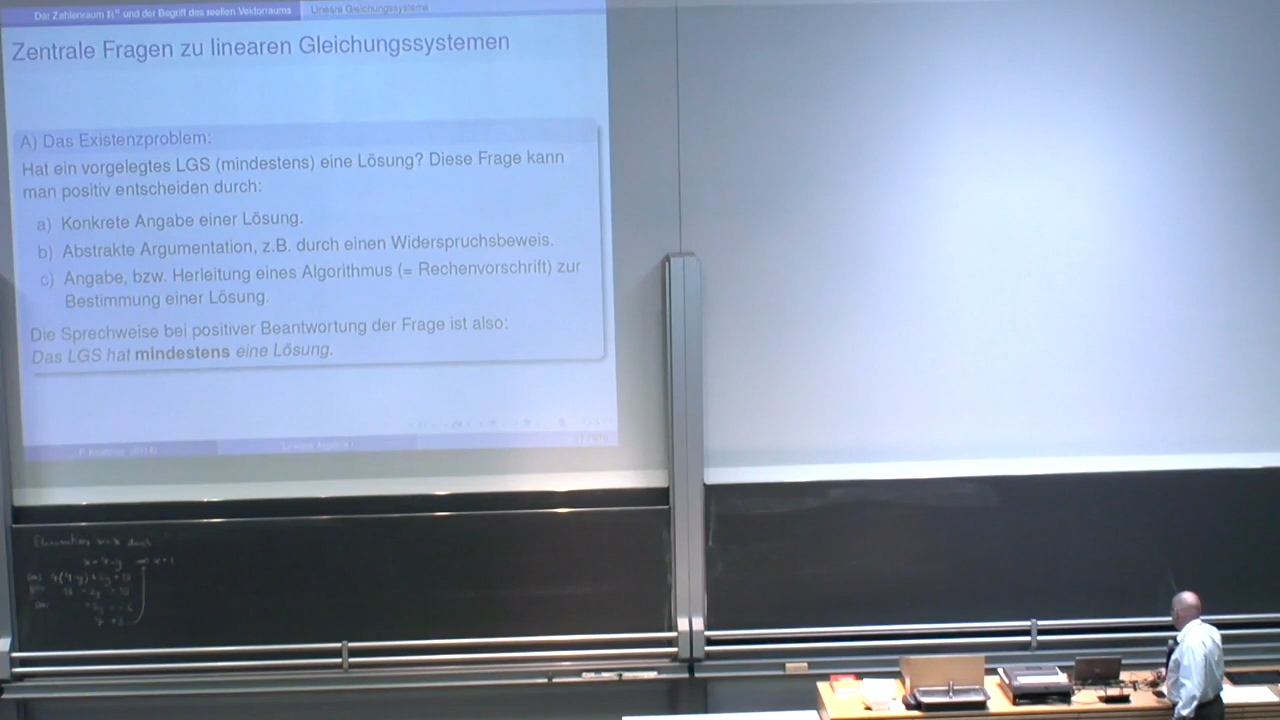 Der Zahlenraum ℝⁿ und der Begriff des reellen Vektorraums
Lineare Gleichungssysteme
Zentrale Fragen zu linearen Gleichungssystemen
A) Das Existenzproblem:
Hat ein vorgelegtes LGS (mindestens) eine Lösung? Diese Frage kann
man positiv entscheiden durch:
a) Konkrete Angabe einer Lösung.
b) Abstrakte Argumentation, z.B. durch einen Widerspruchsbeweis.
c) Angabe, bzw. Herleitung eines Algorithmus (= Rechenvorschrift) zur
Bestimmung einer Lösung.
Die Sprechweise bei positiver Beantwortung der Frage ist also:
Das LGS hat mindestens eine Lösung.
Lineare Algebra I